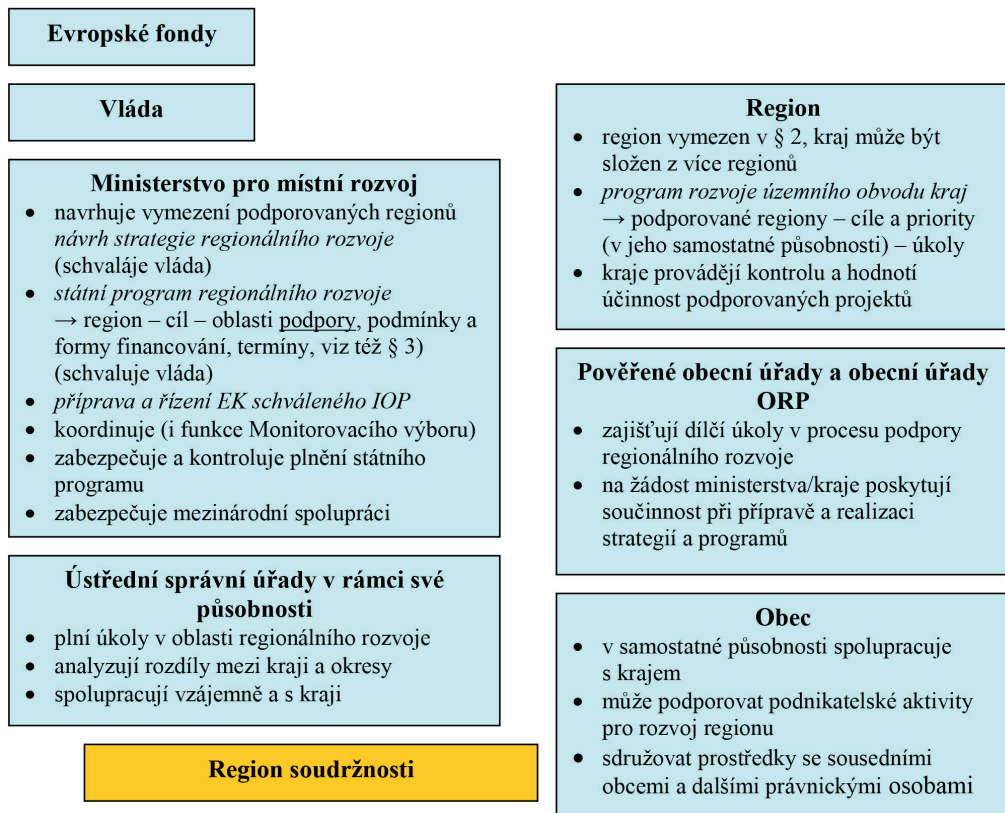 Evropské fondy
Vláda
Ministerstvo pro místní rozvoj
• navrhuje vymezení podporovaných regionů
návrh strategie regionálního rozvoje
(schvaláje vláda)
• státní program regionálního rozvoje
→ region – cíl – oblasti podpory, podmínky a
formy financování, termíny, viz též § 3)
(schvaluje vláda)
• příprava a řízení EK schváleného IOP
• koordinuje (i funkce Monitorovacího výboru)
• zabezpečuje a kontroluje plnění státního
programu
• zabezpečuje mezinárodní spolupráci
Ústřední správní úřady v rámci své
působnosti
• plní úkoly v oblasti regionálního rozvoje
• analyzují rozdíly mezi kraji a okresy
• spolupracují vzájemně a s kraji
Region soudržnosti
Region
• region vymezen v § 2, kraj může být
složen z více regionů
• program rozvoje územního obvodu kraj
→ podporované regiony – cíle a priority
(v jeho samostatné působnosti) – úkoly
• kraje provádějí kontrolu a hodnotí
účinnost podporovaných projektů
Pověřené obecní úřady a obecní úřady
ORP
• zajišťují dílčí úkoly v procesu podpory
regionálního rozvoje
• na žádost ministerstva/kraje poskytují
součinnost při přípravě a realizaci
strategií a programů
Obec
• v samostatné působnosti spolupracuje
s krajem
• může podporovat podnikatelské aktivity
pro rozvoj regionu
• sdružovat prostředky se sousedními
obcemi a dalšími právnickými osobami